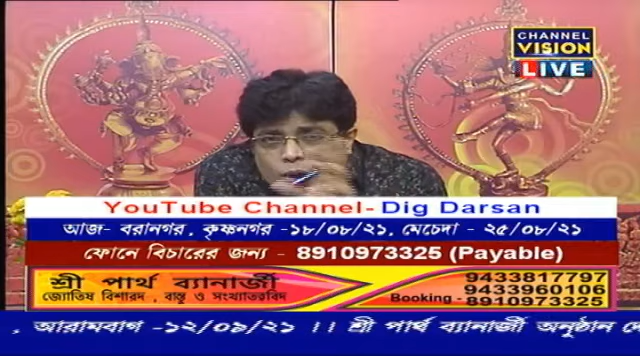 CHANNEL
VISION
LIVE
YouTube Channel- Dig Darsan
আজ- বরানগর, কৃষ্ণনগর -১৮/০৮/২১, মেচেদা - ২৫/০৮/২১
ফোনে বিচারের জন্য - 8910973325 (Payable)
শ্রী পার্থ ব্যানার্জী
জ্যোতিষ বিশারদ , বাস্তু ও সংখ্যাতত্ত্ববিদ
9433817797
9433960106
Booking - 8910973325
, আরামবাগ -১২/০৯/২১ ।। শ্রী পার্থ ব্যানার্জী অনুষ্ঠান